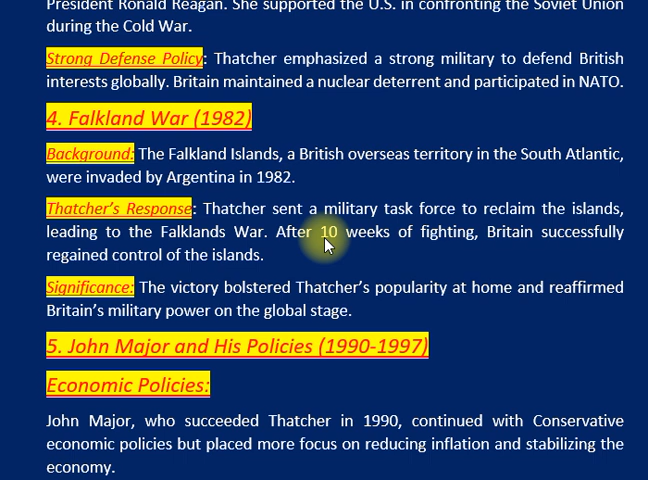 President Ronald Reagan. She supported the U.S. in confronting the Soviet Union
during the Cold War.
Strong Defense Policy: Thatcher emphasized a strong military to defend British
interests globally. Britain maintained a nuclear deterrent and participated in NATO.
4. Falkland War (1982)
Background: The Falkland Islands, a British overseas territory in the South Atlantic,
were invaded by Argentina in 1982.
Thatcher’s Response: Thatcher sent a military task force to reclaim the islands,
leading to the Falklands War. After 10 weeks of fighting, Britain successfully
regained control of the islands.
Significance: The victory bolstered Thatcher’s popularity at home and reaffirmed
Britain’s military power on the global stage.
5. John Major and His Policies (1990-1997)
Economic Policies:
John Major, who succeeded Thatcher in 1990, continued with Conservative
economic policies but placed more focus on reducing inflation and stabilizing the
economy.